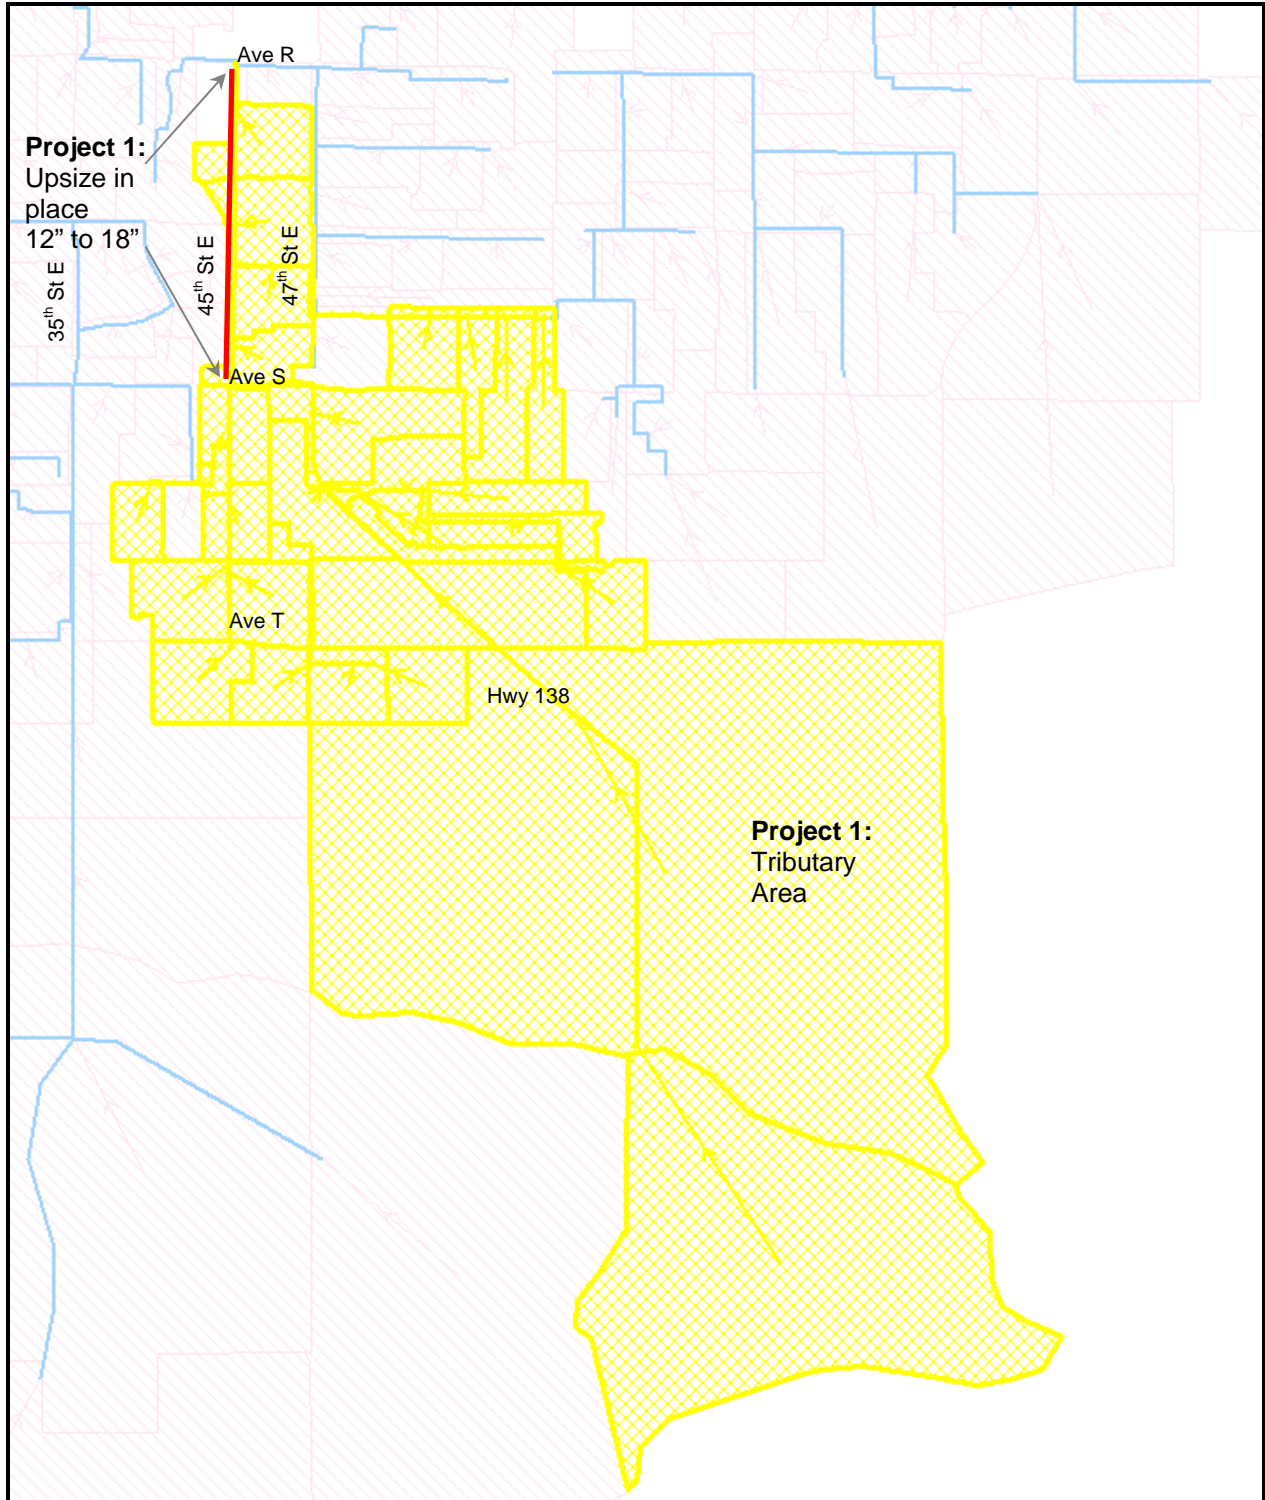 Ave R
Project 1:
Upsize in
place
12” to 18”
35th St E
45th St E
47th St E
Ave S
Ave T
Hwy 138
Project 1:
Tributary
Area